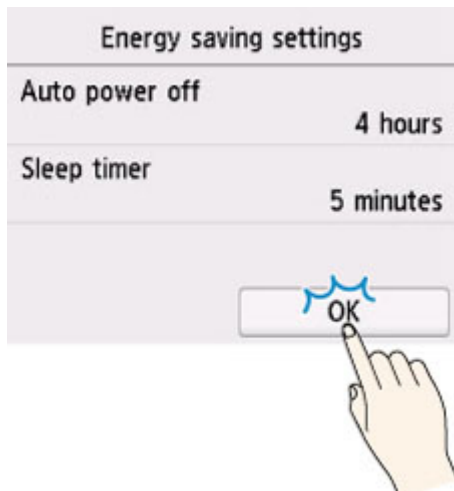 Energy saving settings
Auto power off
4 hours
Sleep timer
5 minutes
OK